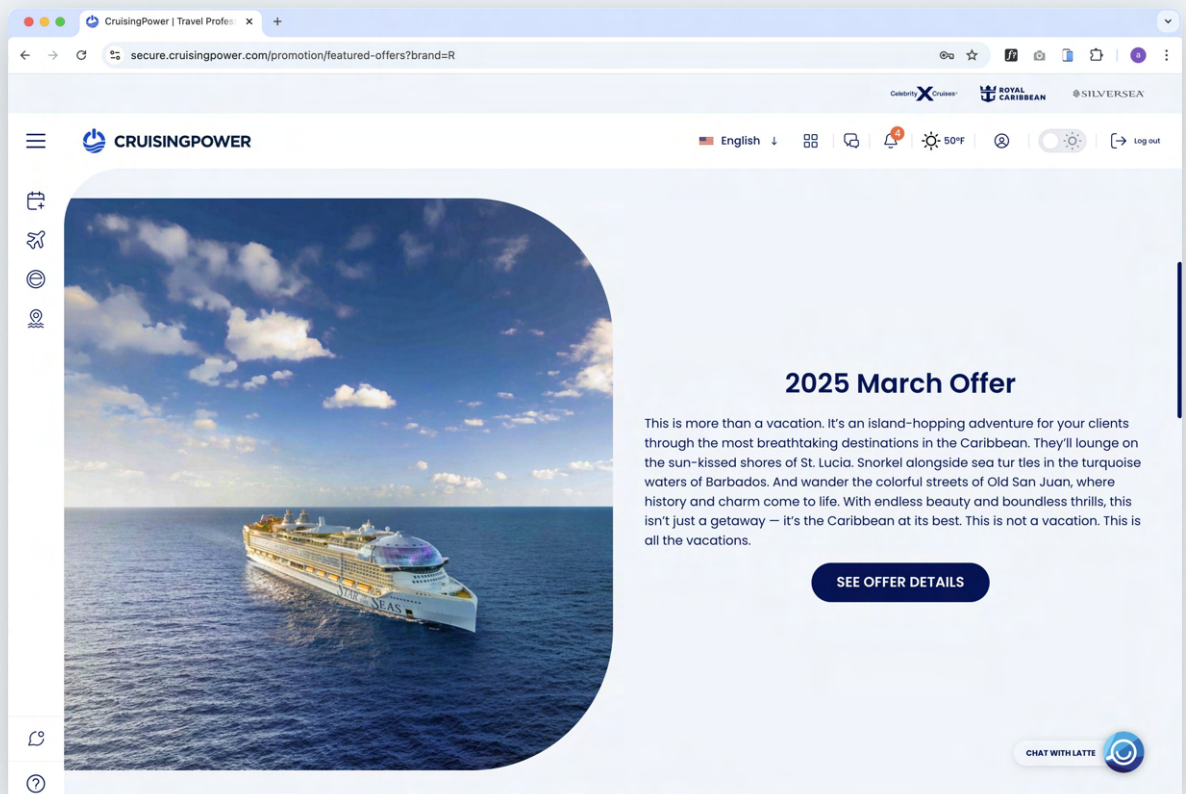 CruisingPower | Travel Profes
secure.cruisingpower.com/promotion/featured-offers?brand=R
Celebrity X Cruises
ROYAL
CARIBBEAN
SILVERSEA
CRUISINGPOWER
English
4
50°F
Log out
STAR OF THE SEAS
2025 March Offer
This is more than a vacation. It's an island-hopping adventure for your clients
through the most breathtaking destinations in the Caribbean. They'll lounge on
the sun-kissed shores of St. Lucia. Snorkel alongside sea tur tles in the turquoise
waters of Barbados. And wander the colorful streets of Old San Juan, where
history and charm come to life. With endless beauty and boundless thrills, this
isn't just a getaway — it's the Caribbean at its best. This is not a vacation. This is
all the vacations.
SEE OFFER DETAILS
CHAT WITH LATTE